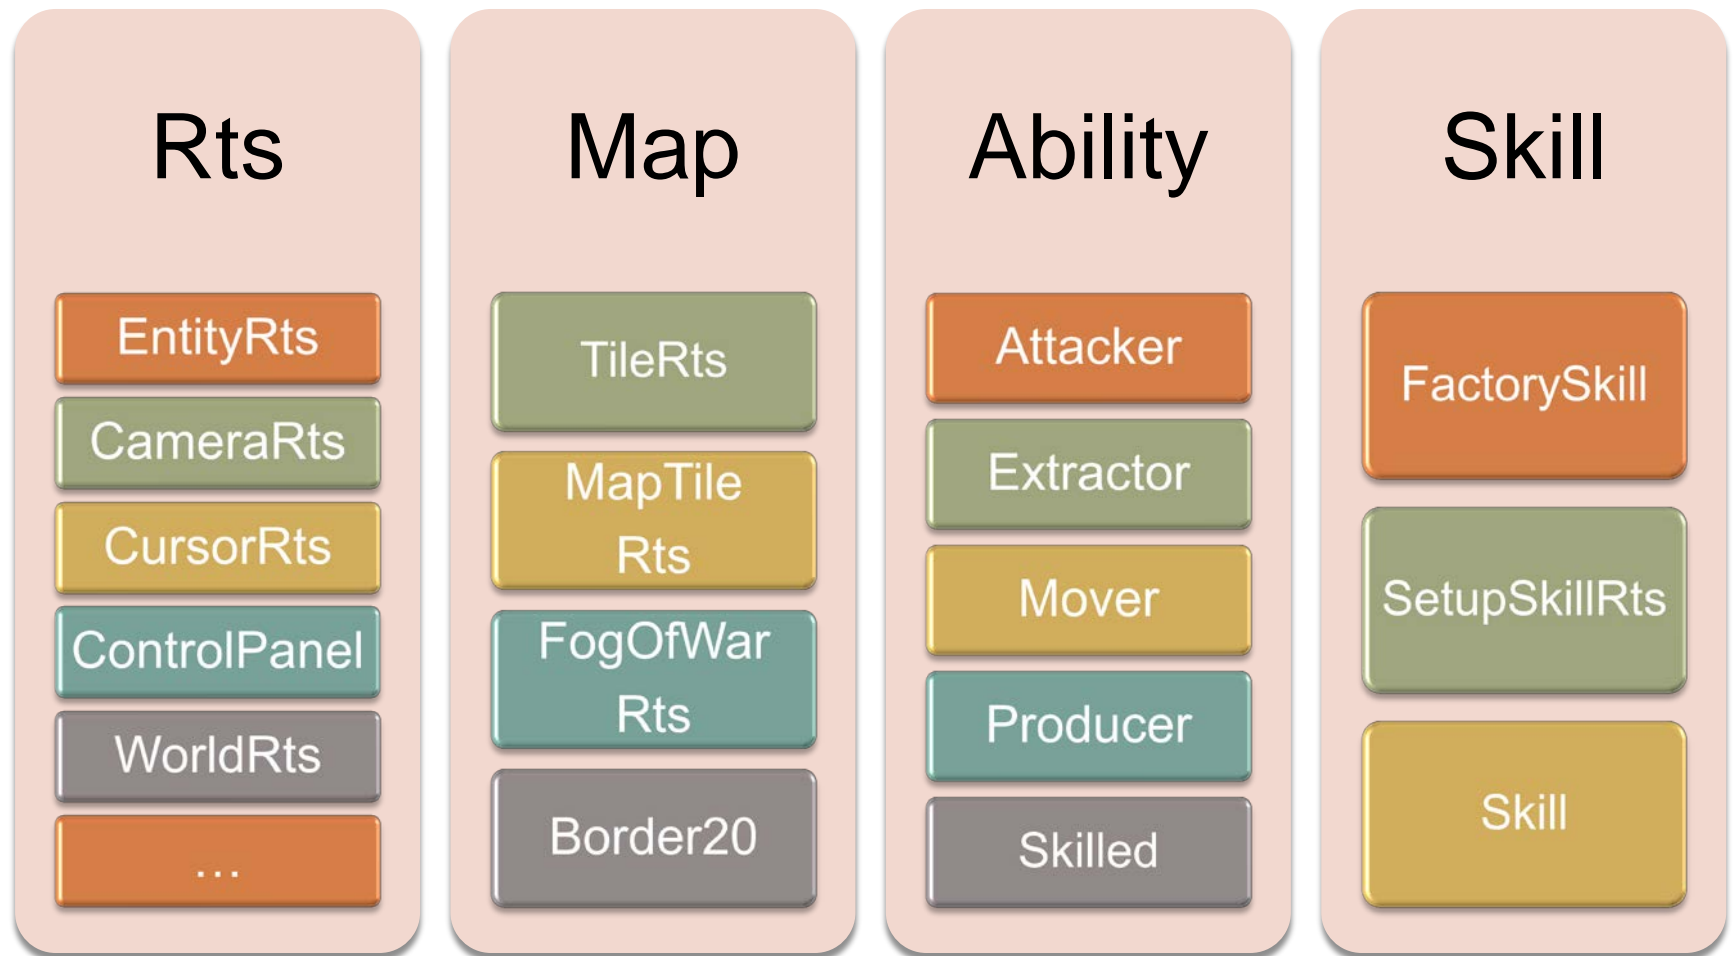 Rts
EntityRts
CameraRts
CursorRts
ControlPanel
WorldRts
...
Map
TileRts
MapTile
Rts
FogOfWar
Rts
Border20
Ability
Attacker
Extractor
Mover
Producer
Skilled
Skill
FactorySkill
SetupSkillRts
Skill